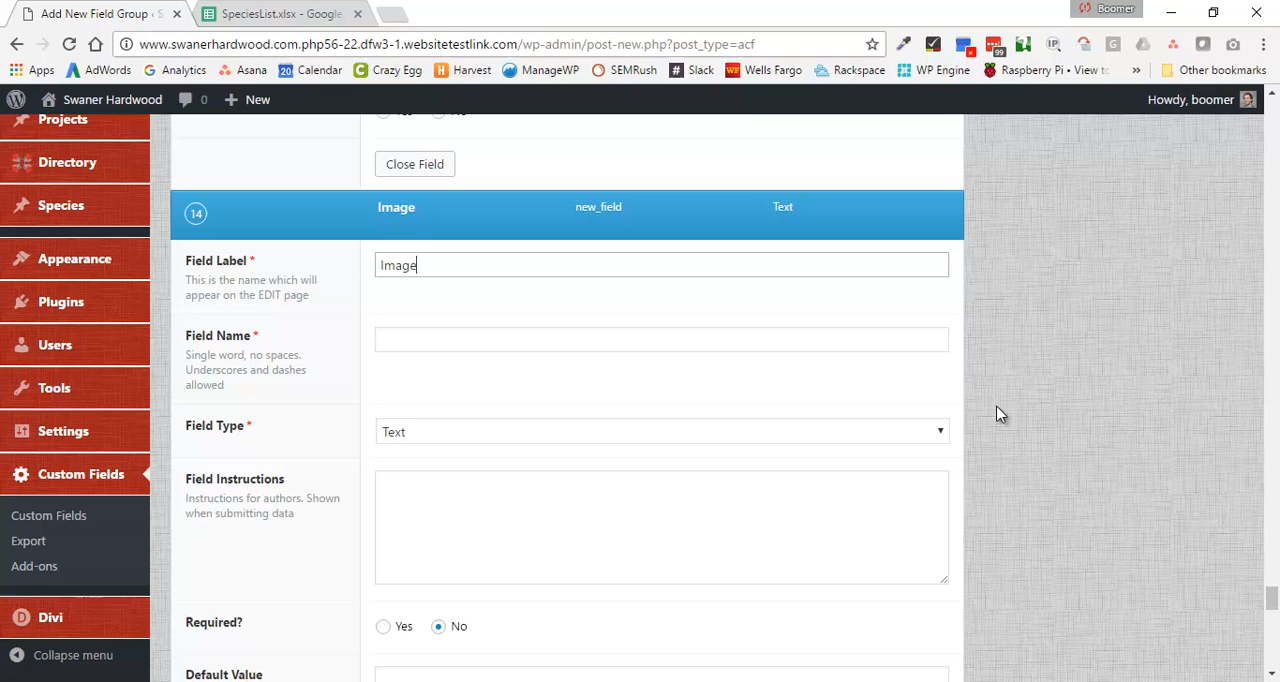 Add New Field Group ‹ S
SpeciesList.xlsx - Google
Boomer
www.swanerhardwood.com.php56-22.dfw3-1.websitetestlink.com/wp-admin/post-new.php?post_type=acf
99
IP
G
Apps
AdWords
Analytics
Asana
20 Calendar
Crazy Egg
Harvest
ManageWP
SEMRush
Slack
WF Wells Fargo
Rackspace
WP Engine
Raspberry Pi • View to
»
Other bookmarks
Swaner Hardwood
0
New
Howdy, boomer
Projects
Directory
Species
Appearance
Plugins
Users
Tools
Settings
Custom Fields
Custom Fields
Export
Add-ons
Divi
Collapse menu
Close Field
14 Image new_field Text
Field Label *
This is the name which will
appear on the EDIT page
Image
Field Name *
Single word, no spaces.
Underscores and dashes
allowed
Field Type *
Text
Field Instructions
Instructions for authors. Shown
when submitting data
Required?
Yes No
Default Value